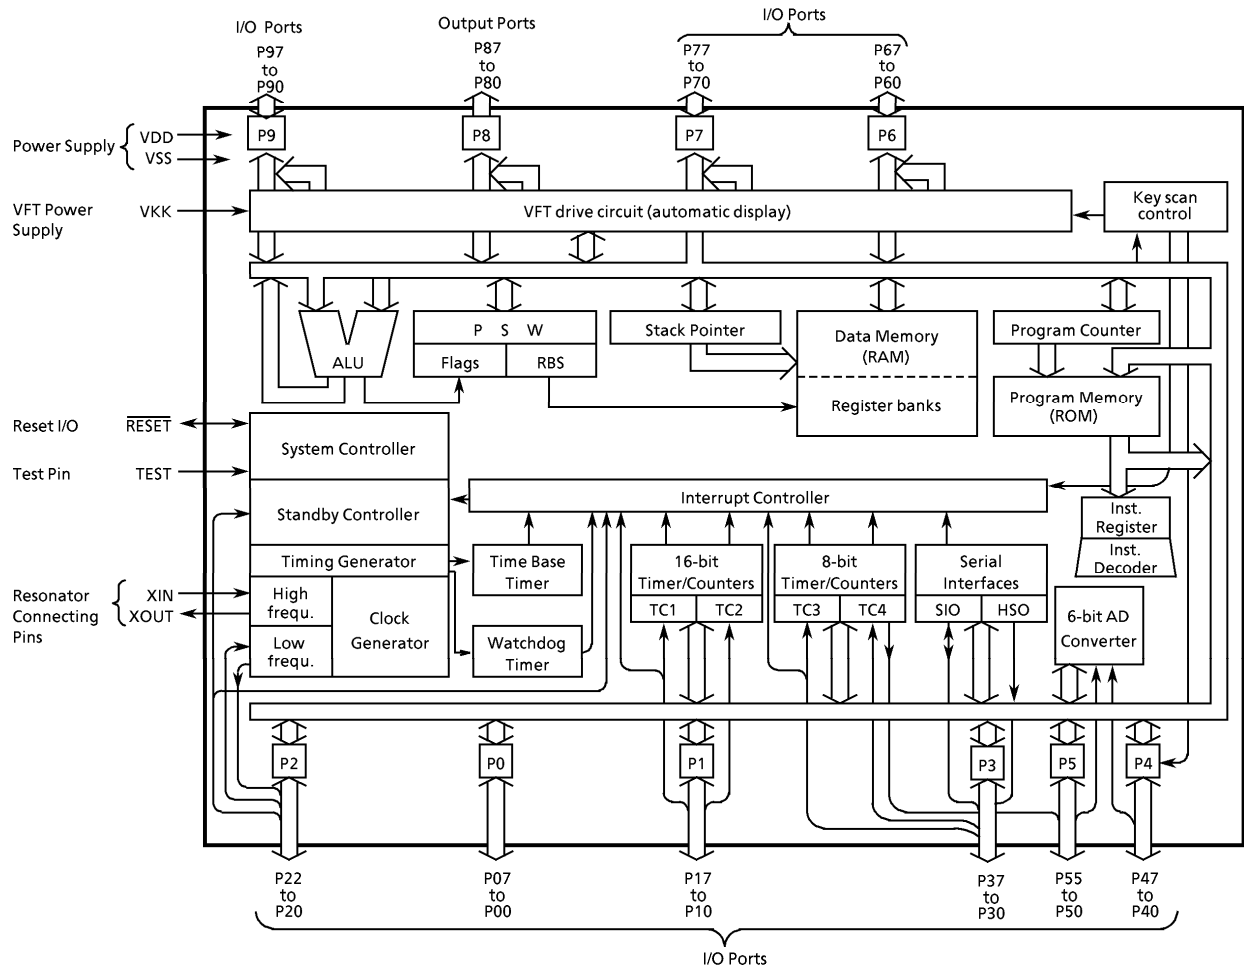 I/O Ports
Output Ports
I/O Ports
P97
to
P90
P87
to
P80
P77
to
P70
P67
to
P60
Power Supply
VDD
VSS
P9
P8
P7
P6
VFT Power
Supply
VKK
VFT drive circuit (automatic display)
Key scan
control
ALU
P S W
Flags
RBS
Stack Pointer
Data Memory
(RAM)
Register banks
Program Counter
Program Memory
(ROM)
Reset I/O
RESET
Test Pin
TEST
System Controller
Standby Controller
Timing Generator
High
frequ.
Low
frequ.
Clock
Generator
Resonator
Connecting
Pins
XIN
XOUT
Interrupt Controller
Time Base
Timer
Watchdog
Timer
16-bit
Timer/Counters
TC1
TC2
8-bit
Timer/Counters
TC3
TC4
Serial
Interfaces
SIO
HSO
Inst.
Register
Inst.
Decoder
6-bit AD
Converter
P2
P0
P1
P3
P5
P4
P22
to
P20
P07
to
P00
P17
to
P10
P37
to
P30
P55
to
P50
P47
to
P40
I/O Ports